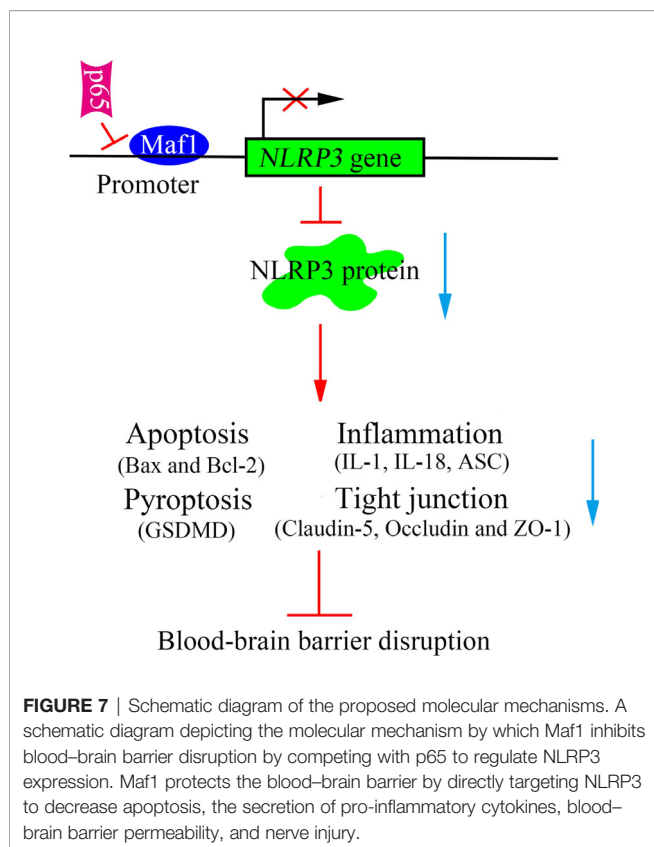 p65
Maf1
NLRP3 gene
Promoter
NLRP3 protein
Apoptosis
(Bax and Bcl-2)
Inflammation
(IL-1, IL-18, ASC)
Pyroptosis
(GSDMD)
Tight junction
(Claudin-5, Occludin and ZO-1)
Blood-brain barrier disruption
FIGURE 7 | Schematic diagram of the proposed molecular mechanisms. A
schematic diagram depicting the molecular mechanism by which Maf1 inhibits
blood–brain barrier disruption by competing with p65 to regulate NLRP3
expression. Maf1 protects the blood–brain barrier by directly targeting NLRP3
to decrease apoptosis, the secretion of pro-inflammatory cytokines, blood–
brain barrier permeability, and nerve injury.